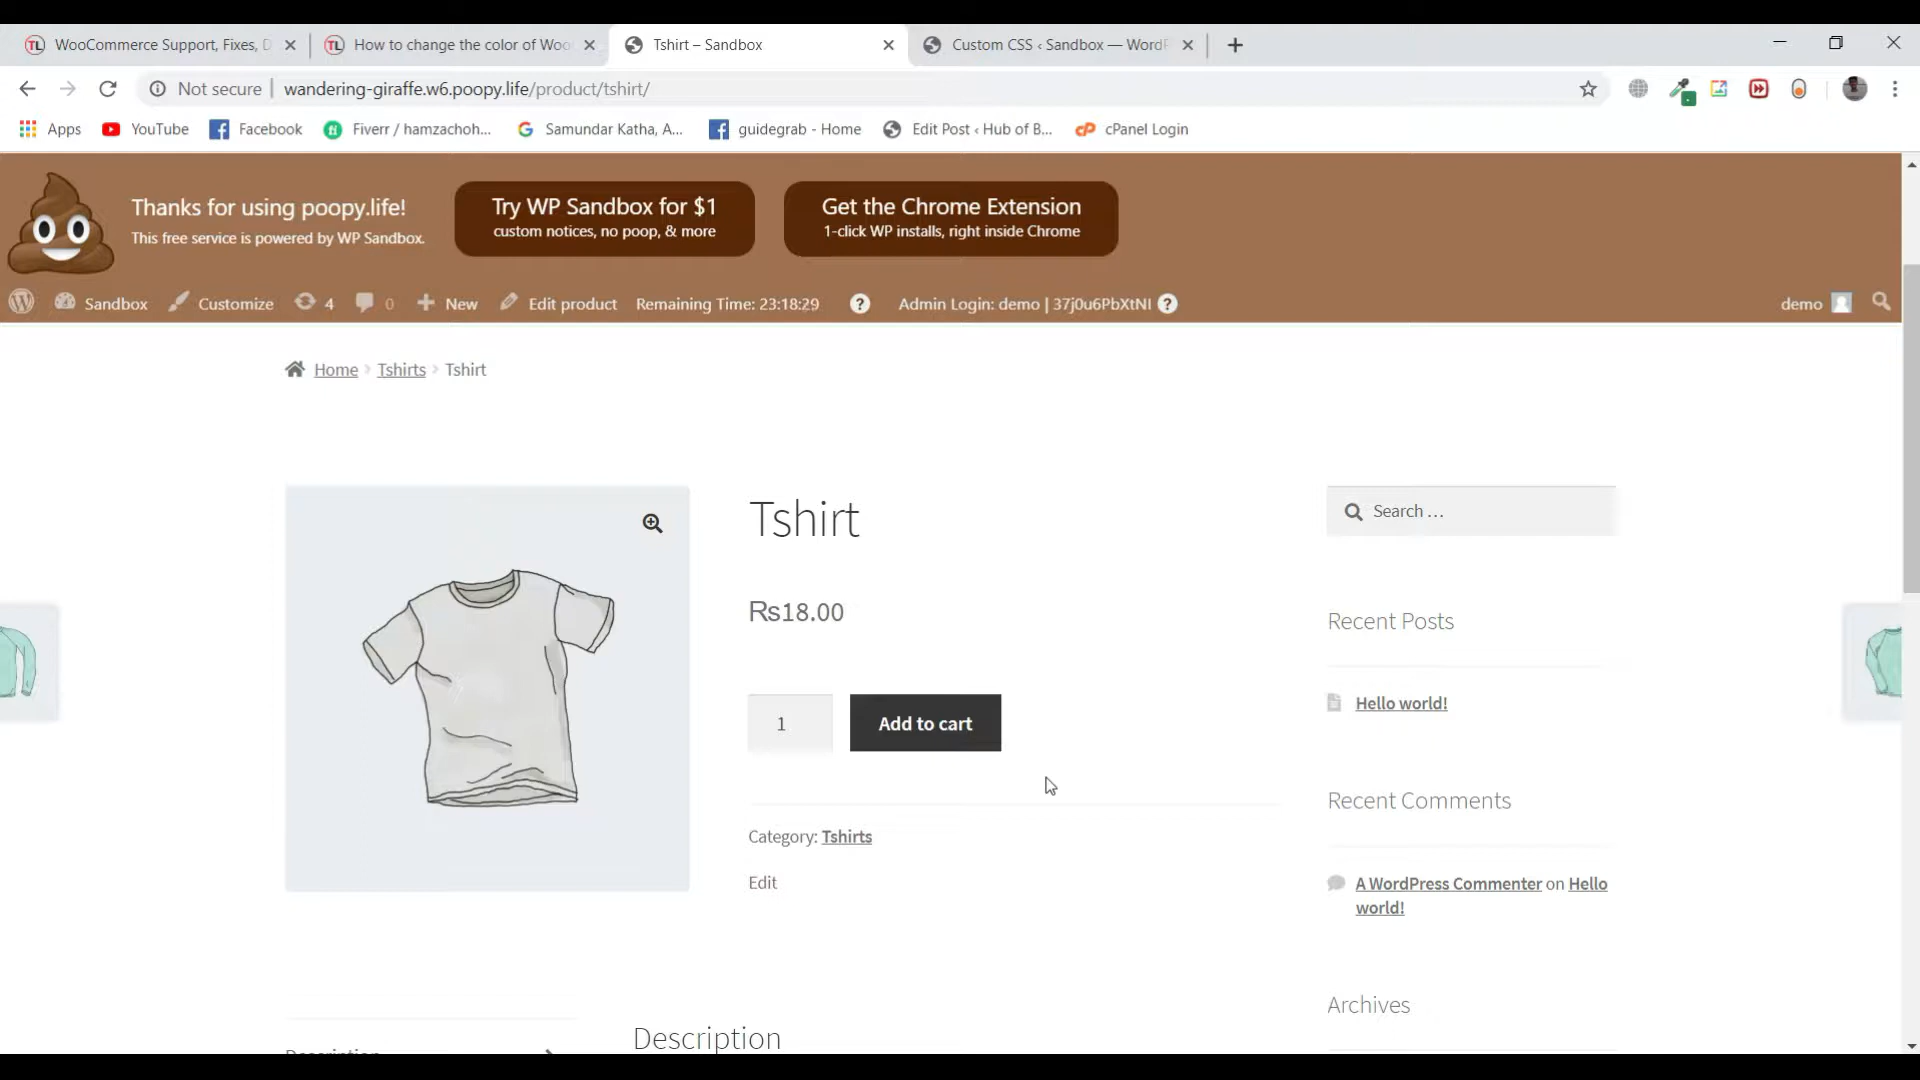 WooCommerce Support, Fixes, D
How to change the color of Woo
Tshirt – Sandbox
Custom CSS ‹ Sandbox — WordP
Not secure
wandering-giraffe.w6.poopy.life/product/tshirt/
Apps
YouTube
Facebook
Fiverr / hamzachoh...
Samundar Katha, A...
guidegrab - Home
Edit Post ‹ Hub of B...
cPanel Login
Thanks for using poopy.life!
This free service is powered by WP Sandbox.
Try WP Sandbox for $1
custom notices, no poop, & more
Get the Chrome Extension
1-click WP installs, right inside Chrome
Sandbox
Customize
4
0
New
Edit product
Remaining Time: 23:18:29
Admin Login: demo | 37j0u6PbXtNI
demo
Home
Tshirts
Tshirt
Tshirt
₨18.00
1
Add to cart
Category: Tshirts
Edit
Search …
Recent Posts
Hello world!
Recent Comments
A WordPress Commenter on Hello
world!
Archives
Description
Description